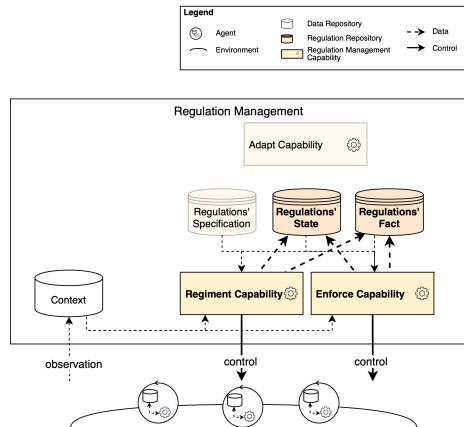 Legend
Agent
Environment
Data Repository
Regulation Repository
Regulation Management
Capability
Data
Control
Regulation Management
Adapt Capability
Regulations'
Specification
Regulations'
State
Regulations'
Fact
Context
Regiment Capability
Enforce Capability
observation
control
control